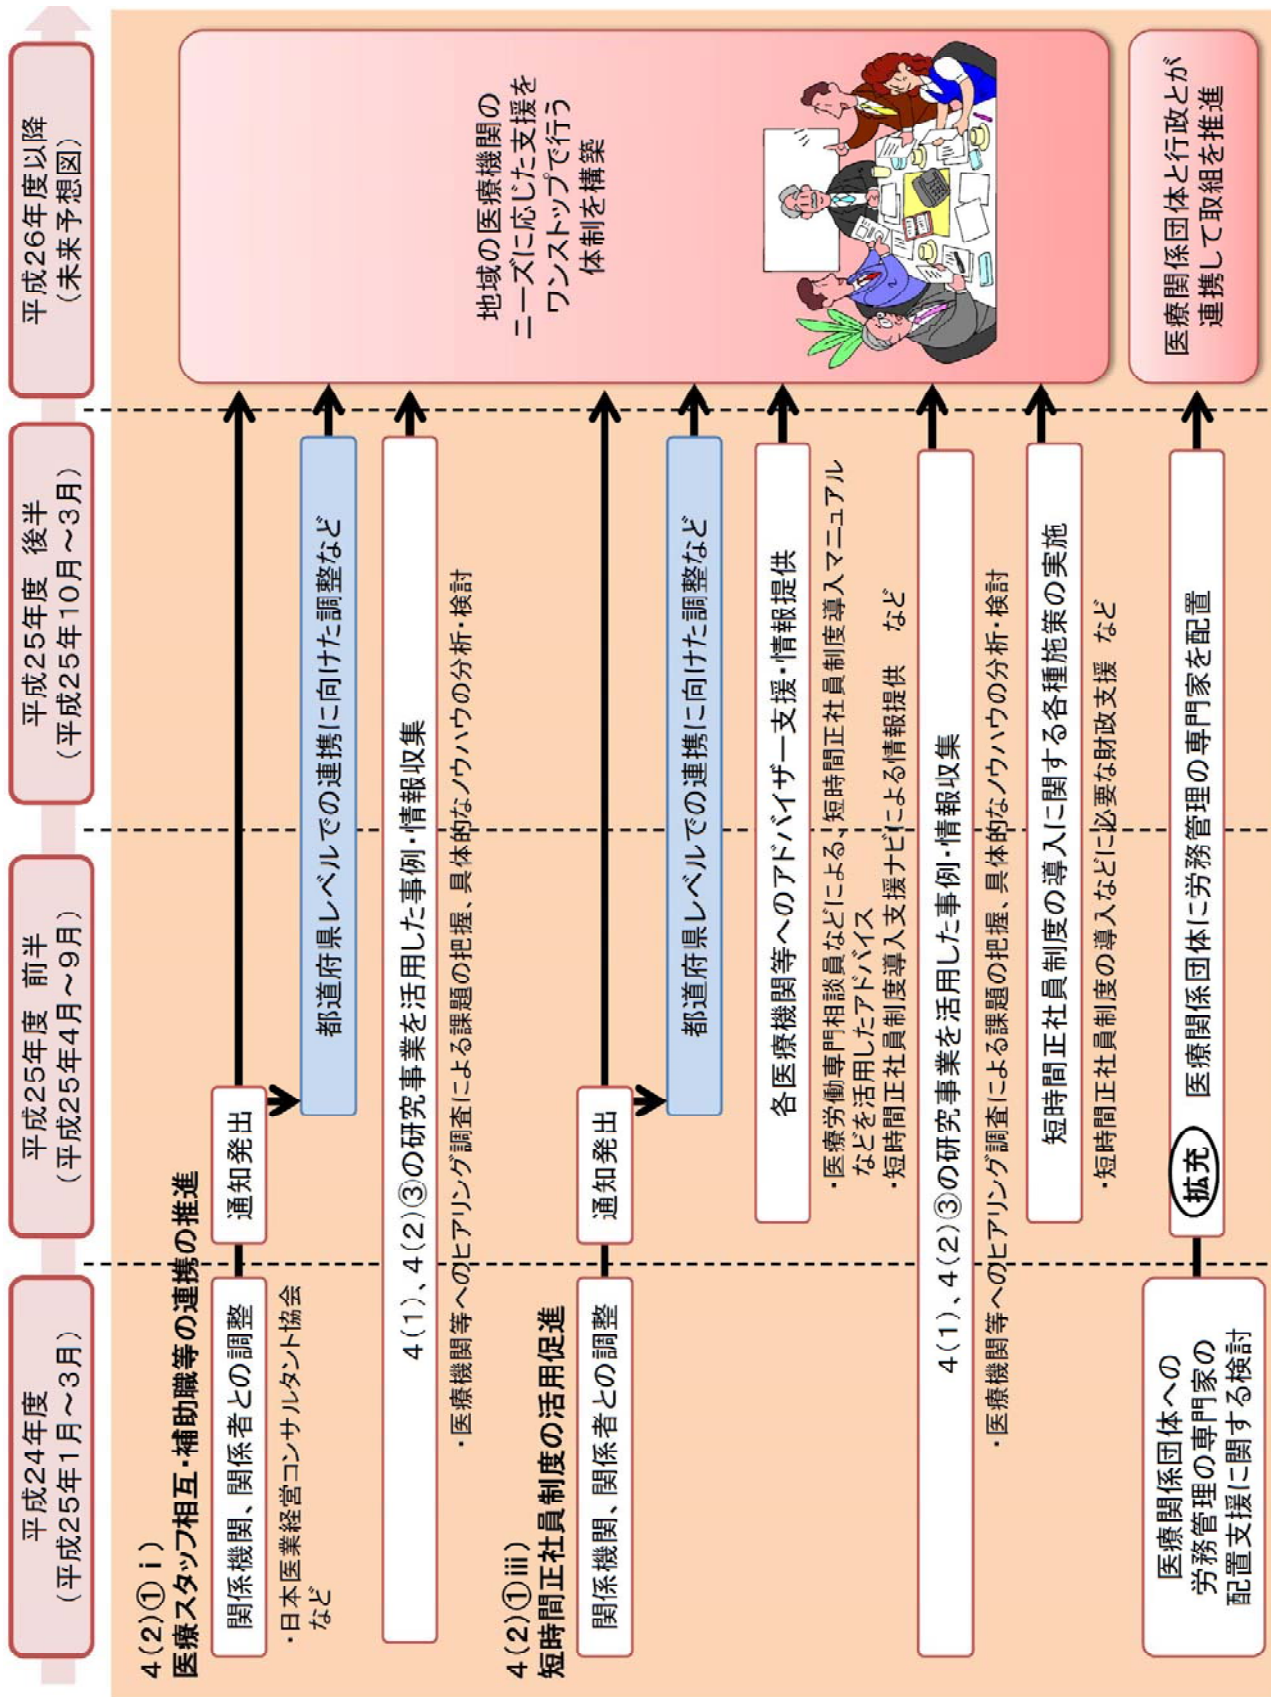 平成24年度
(平成25年1月～3月)
平成25年度 前半
(平成25年4月～9月)
平成25年度 後半
(平成25年10月～3月)
平成26年度以降
(未来予想図)
4(2)①ⅰ)
医療スタッフ相互・補助職等の連携の推進
関係機関、関係者との調整
・日本医業経営コンサルタント協会
など
通知発出
都道府県レベルでの連携に向けた調整など
4(1)、4(2)③の研究事業を活用した事例・情報収集
・医療機関等へのヒアリング調査による課題の把握、具体的なノウハウの分析・検討
4(2)①ⅲ)
短時間正社員制度の活用促進
関係機関、関係者との調整
通知発出
都道府県レベルでの連携に向けた調整など
各医療機関等へのアドバイザー支援・情報提供
・医療労働専門相談員などによる、短時間正社員制度導入マニュアル
などを活用したアドバイス
・短時間正社員制度導入支援ナビによる情報提供 など
4(1)、4(2)③の研究事業を活用した事例・情報収集
・医療機関等へのヒアリング調査による課題の把握、具体的なノウハウの分析・検討
短時間正社員制度の導入に関する各種施策の実施
・短時間正社員制度の導入などに必要な財政支援 など
地域の医療機関の
ニーズに応じた支援を
ワンストップで行う
体制を構築
医療関係団体への
労務管理の専門家の
配置支援に関する検討
拡充 医療関係団体に労務管理の専門家を配置
医療関係団体と行政とが
連携して取組を推進